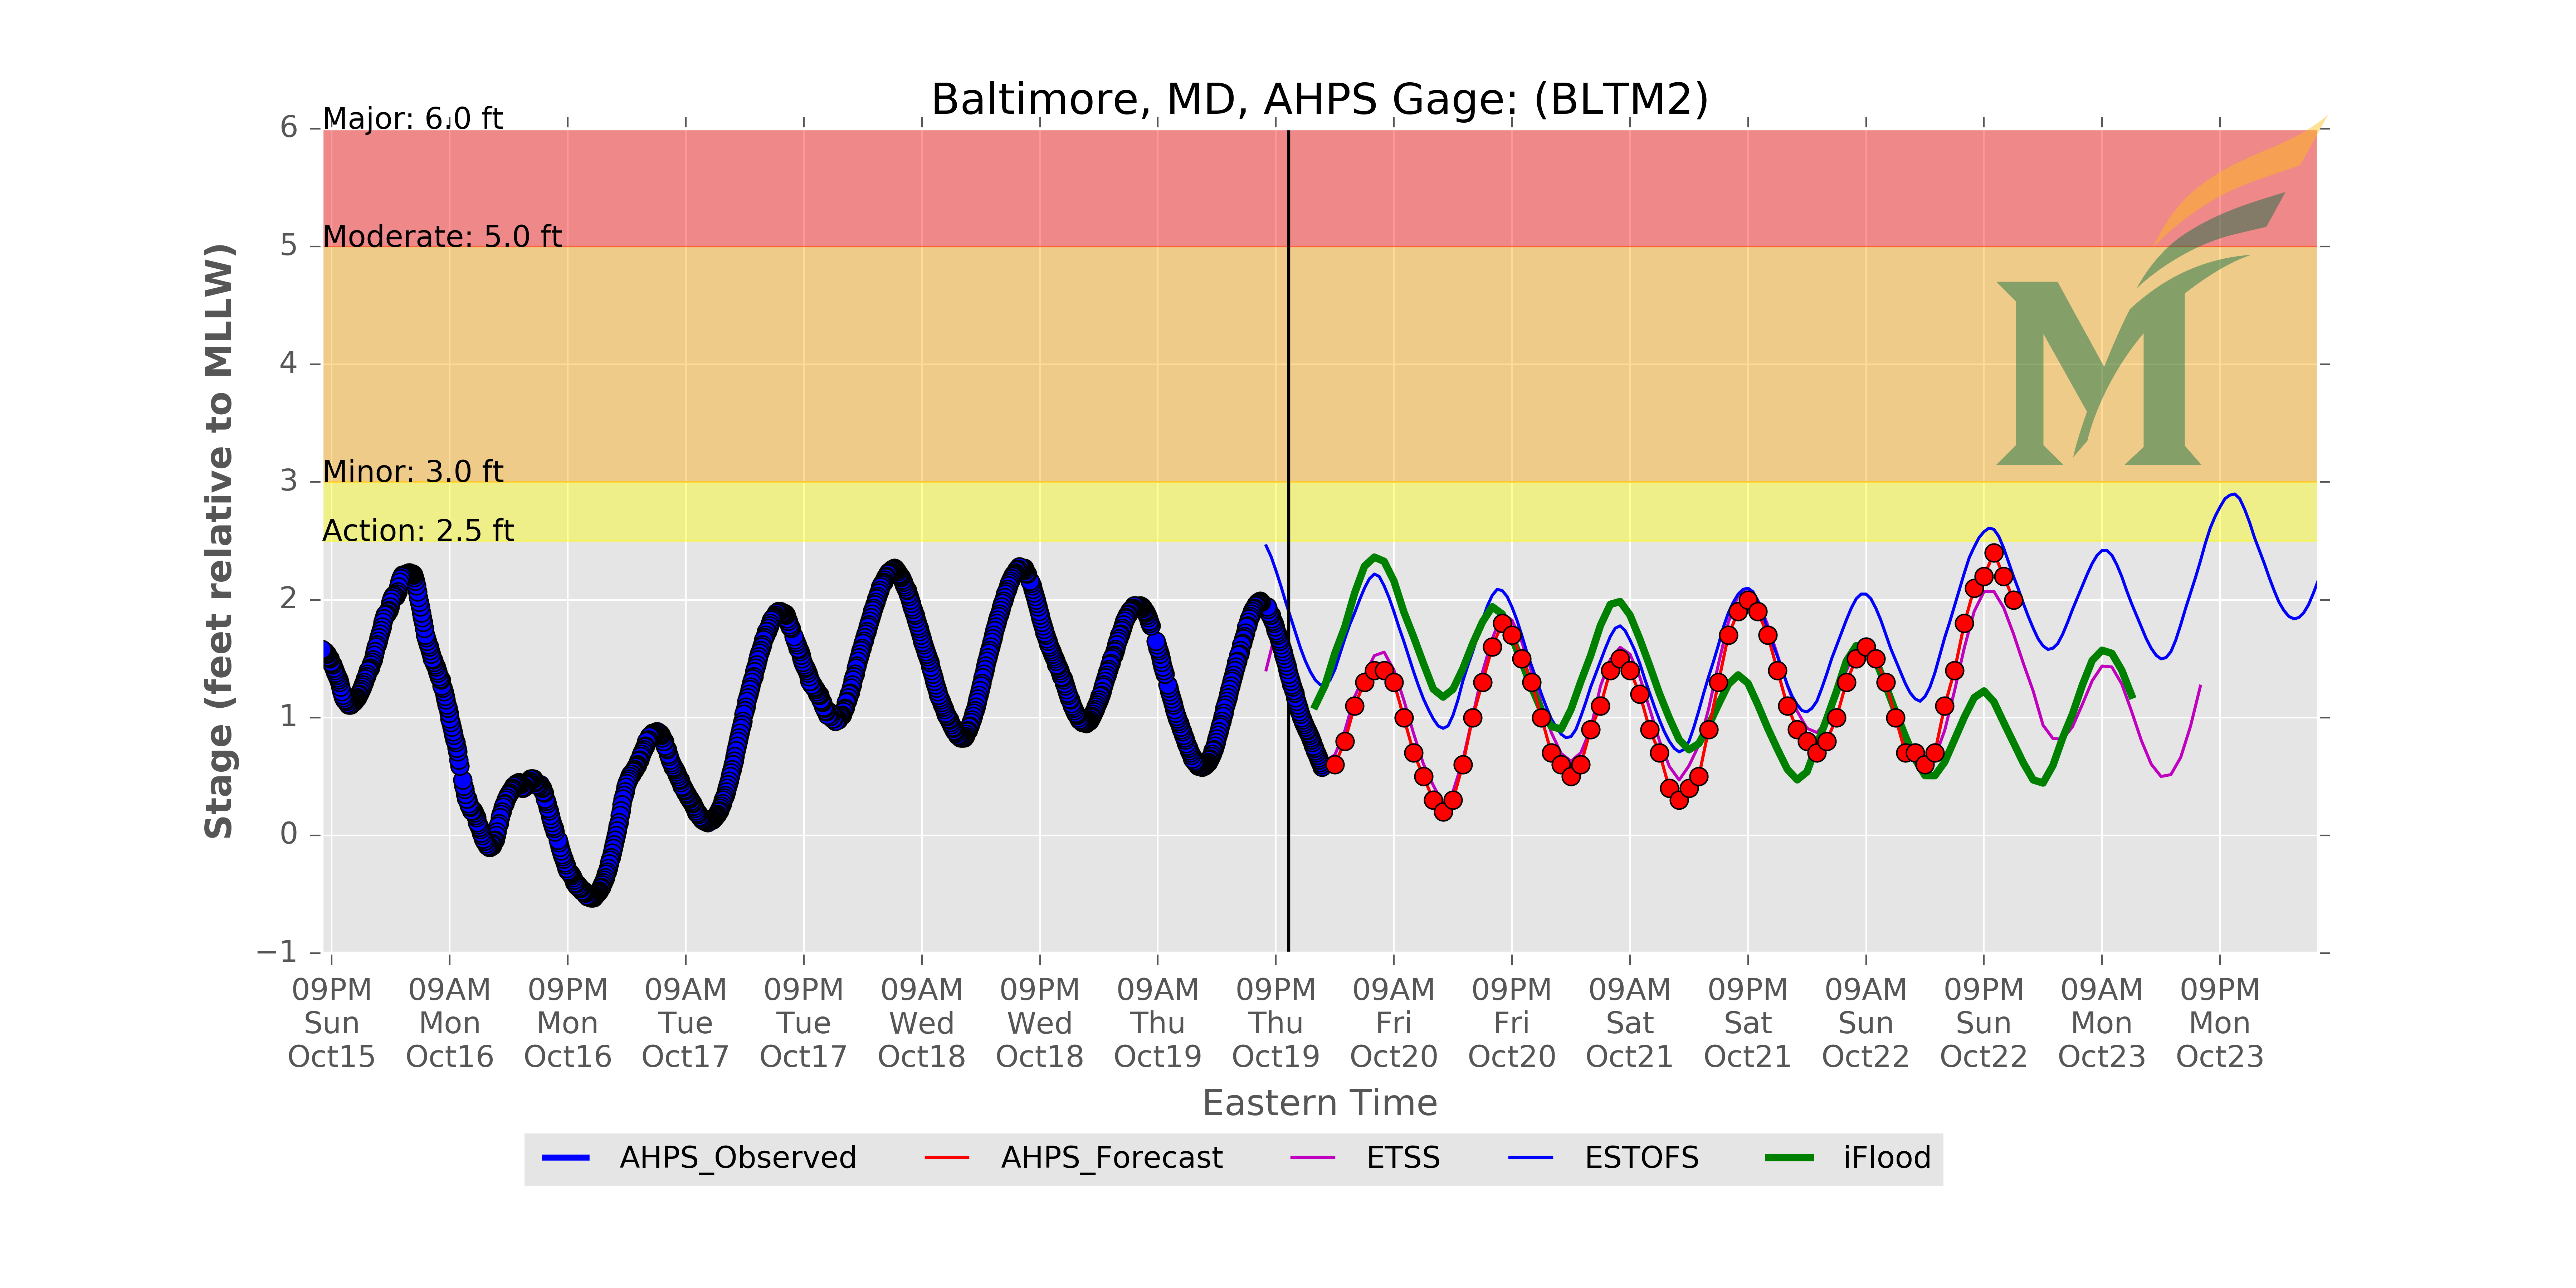 Baltimore, MD, AHPS Gage: (BLTM2)
Major: 6.0 ft
Moderate: 5.0 ft
Minor: 3.0 ft
Action: 2.5 ft
6
5
4
3
2
1
0
−1
Stage (feet relative to MLLW)
M
09PM 09AM 09PM 09AM 09PM 09AM 09PM 09AM 09PM 09AM 09PM 09AM 09PM 09AM 09PM 09AM 09PM
Sun Mon Mon Tue Tue Wed Wed Thu Thu Fri Fri Sat Sat Sun Sun Mon Mon
Oct15 Oct16 Oct16 Oct17 Oct17 Oct18 Oct18 Oct19 Oct19 Oct20 Oct20 Oct21 Oct21 Oct22 Oct22 Oct23 Oct23
Eastern Time
AHPS_Observed AHPS_Forecast ETSS ESTOFS iFlood